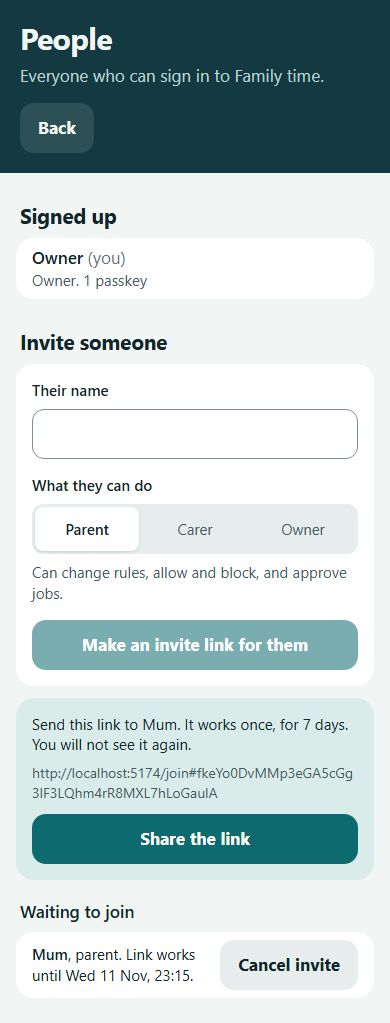 People
Everyone who can sign in to Family time.
Back
Signed up
Owner (you)
Owner. 1 passkey
Invite someone
Their name
What they can do
Parent
Carer
Owner
Can change rules, allow and block, and approve
jobs.
Make an invite link for them
Send this link to Mum. It works once, for 7 days.
You will not see it again.
http://localhost:5174/join#fkeYo0DvMMp3eGA5cGg
3IF3LQhm4rR8MXL7hLoGaulA
Share the link
Waiting to join
Mum, parent. Link works
until Wed 11 Nov, 23:15.
Cancel invite